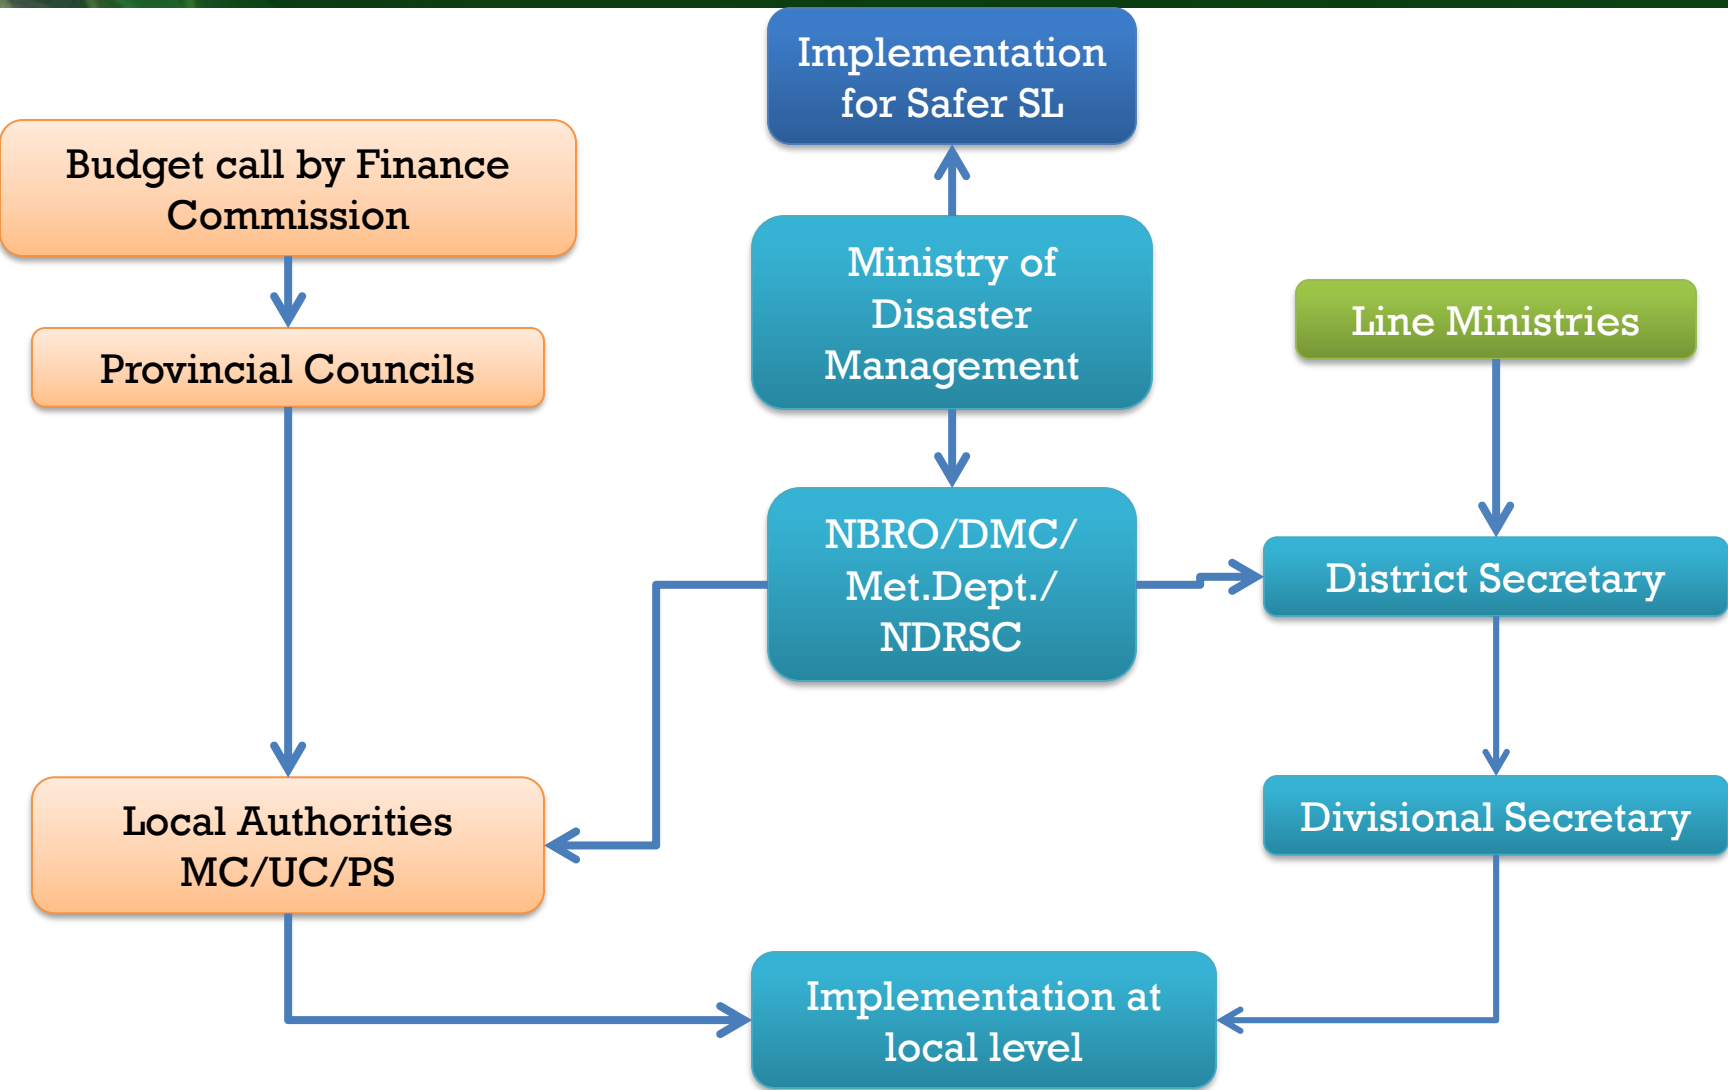 Implementation
for Safer SL
Budget call by Finance
Commission
Ministry of
Disaster
Management
Line Ministries
Provincial Councils
NBRO/DMC/
Met.Dept./
NDRSC
District Secretary
Local Authorities
MC/UC/PS
Divisional Secretary
Implementation at
local level